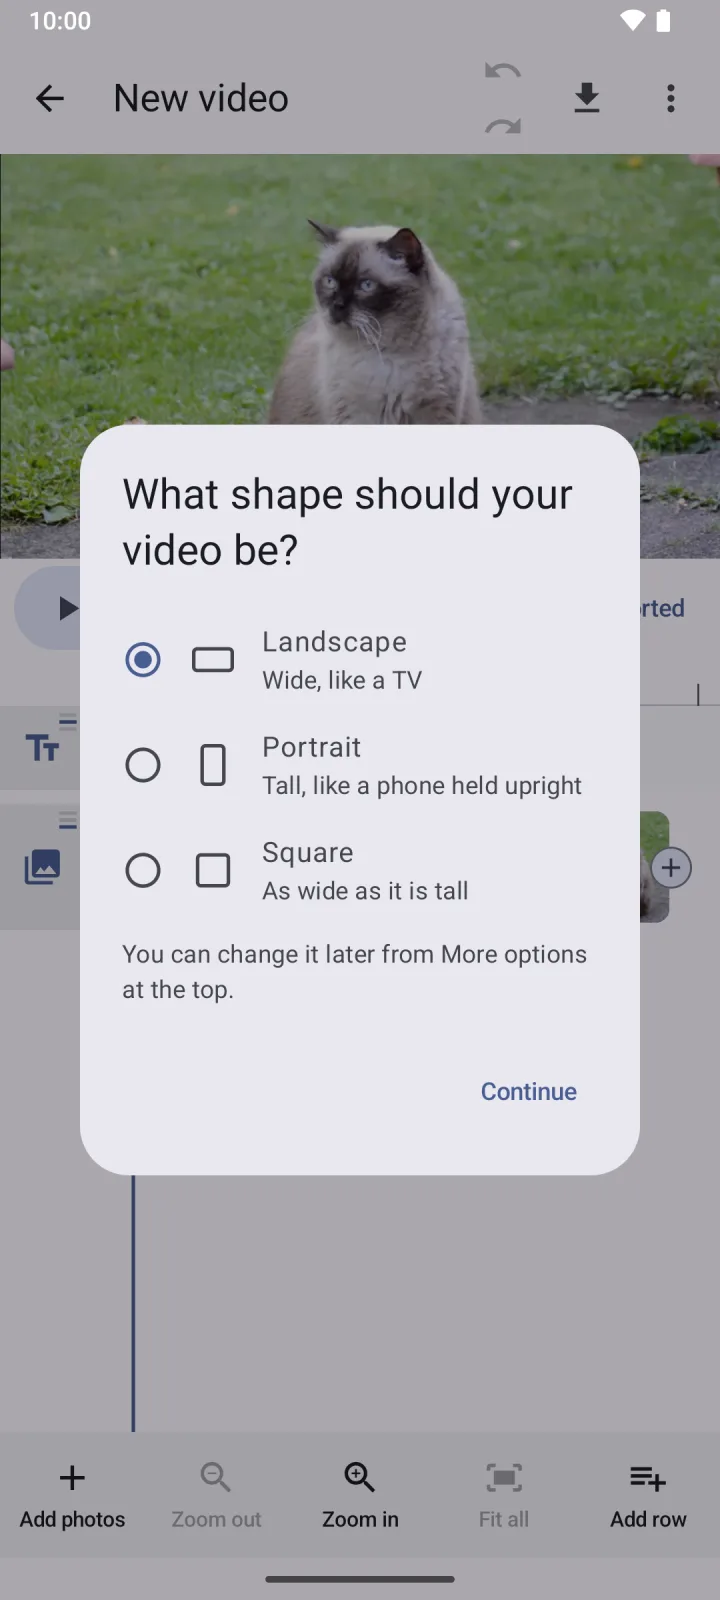 10:00
New video
What shape should your
video be?
Landscape
Wide, like a TV
Portrait
Tall, like a phone held upright
Square
As wide as it is tall
You can change it later from More options
at the top.
Continue
Add photos
Zoom out
Zoom in
Fit all
Add row